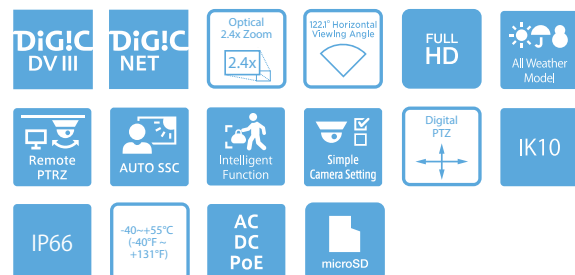 DiG!C
DV III
DiG!C
NET
Optical
2.4x Zoom
2.4x
122.1° Horizontal
Viewing Angle
FULL
HD
All Weather
Model
Remote
PTRZ
AUTO SSC
Intelligent
Function
Simple
Camera Setting
Digital
PTZ
IK10
IP66
-40~+55°C
(-40°F ~
+131°F)
AC
DC
PoE
microSD